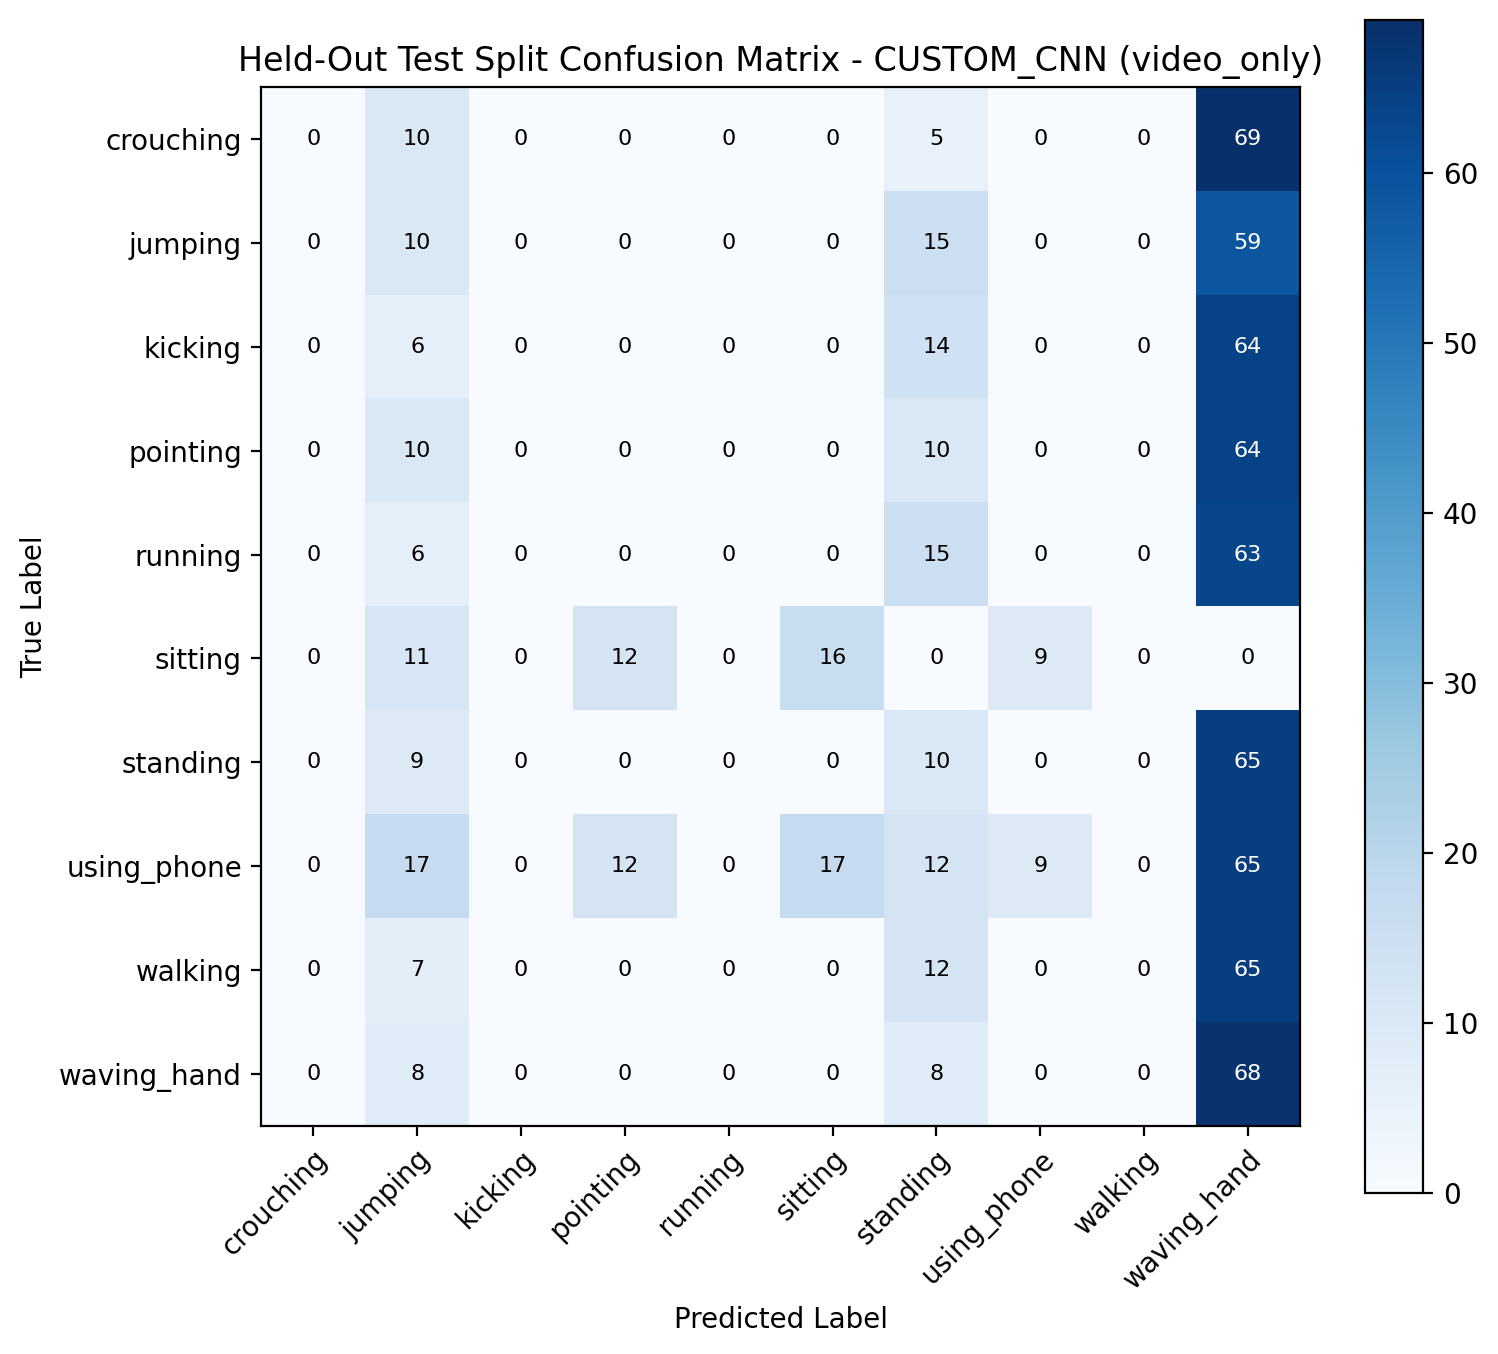 Held-Out Test Split Confusion Matrix - CUSTOM_CNN (video_only)
True Label
crouching 0 10 0 0 0 0 5 0 0 69
jumping 0 10 0 0 0 0 15 0 0 59
kicking 0 6 0 0 0 0 14 0 0 64
pointing 0 10 0 0 0 0 10 0 0 64
running 0 6 0 0 0 0 15 0 0 63
sitting 0 11 0 12 0 16 0 9 0 0
standing 0 9 0 0 0 0 10 0 0 65
using_phone 0 17 0 12 0 17 12 9 0 65
walking 0 7 0 0 0 0 12 0 0 65
waving_hand 0 8 0 0 0 0 8 0 0 68
crouching jumping kicking pointing running sitting standing using_phone walking waving_hand
Predicted Label
60
50
40
30
20
10
0